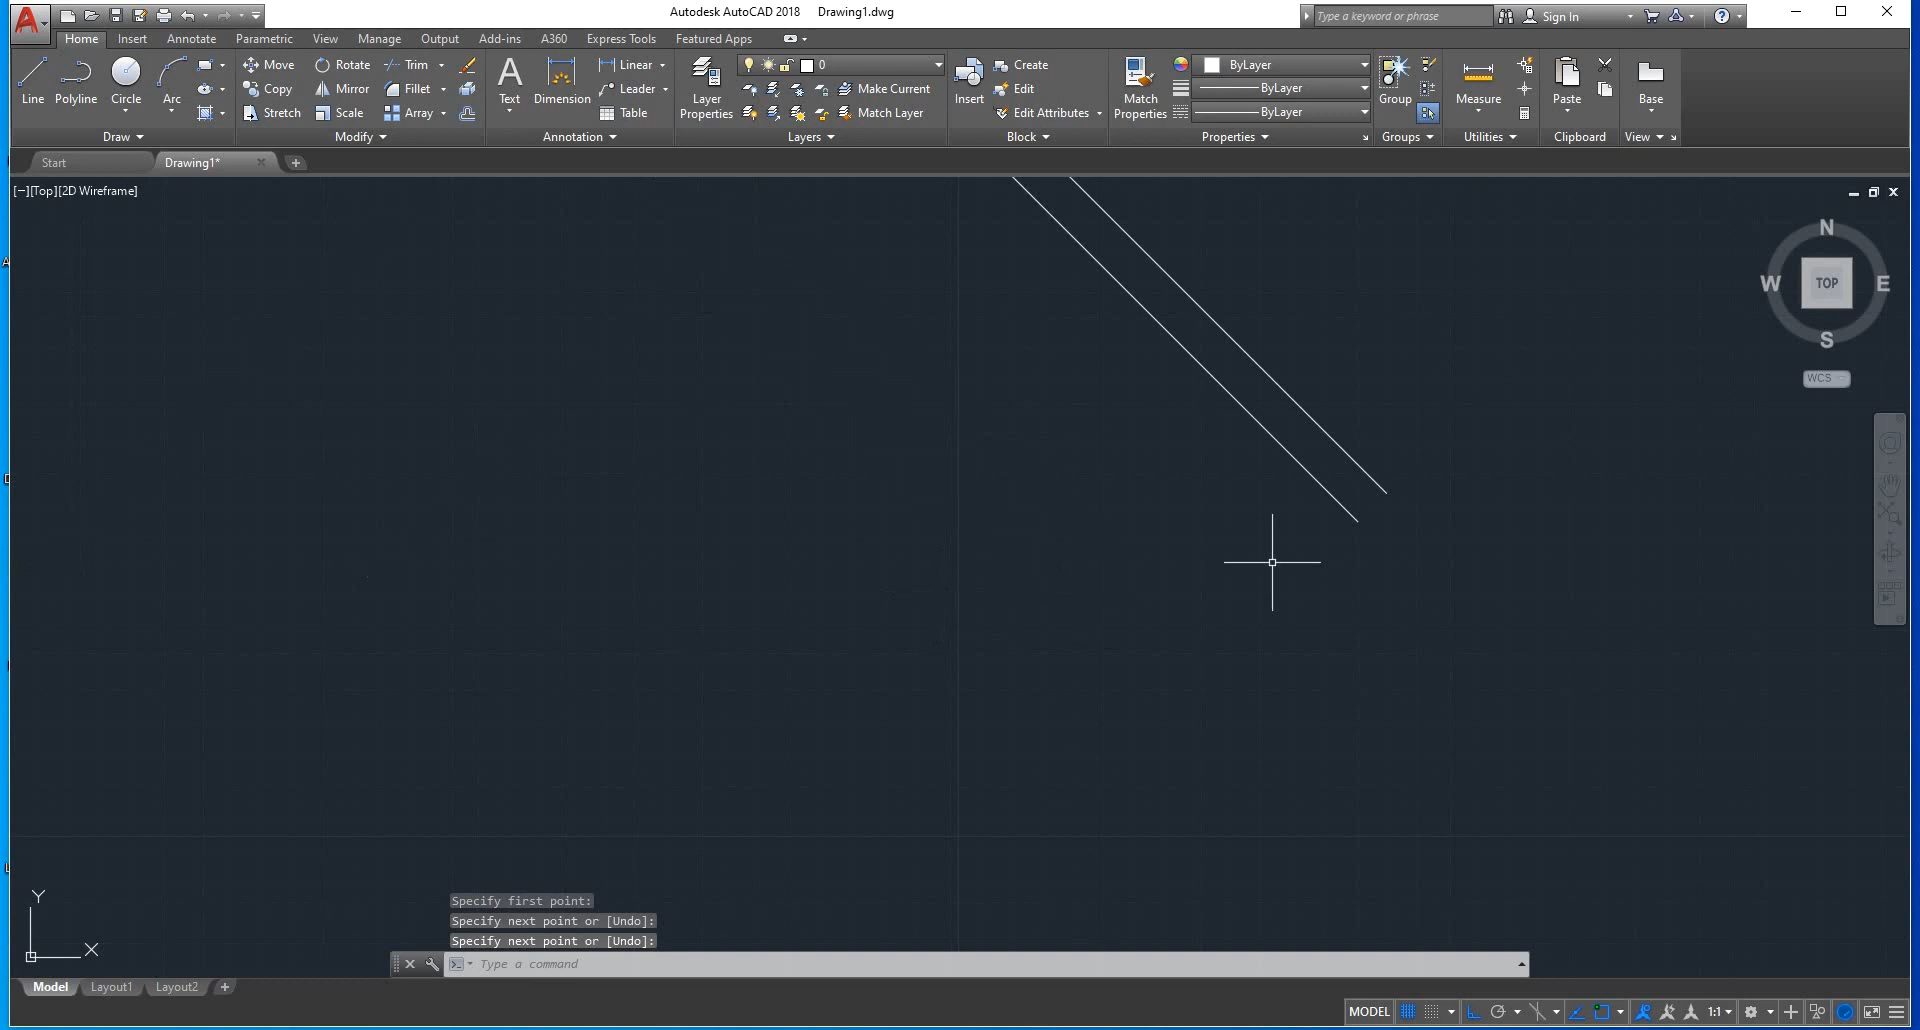 Autodesk AutoCAD 2018 Drawing1.dwg
Type a keyword or phrase
Sign In
Home Insert Annotate Parametric View Manage Output Add-ins A360 Express Tools Featured Apps
Line Polyline Circle Arc
Move Rotate Trim
Copy Mirror Fillet
Stretch Scale Array
Text Dimension
Linear
Leader
Table
Layer Properties
0
Make Current
Match Layer
Insert
Create
Edit
Edit Attributes
Match Properties
ByLayer
ByLayer
ByLayer
Group
Measure
Paste
Base
Draw Modify Annotation Layers Block Properties Groups Utilities Clipboard View
Start Drawing1*
[−][Top][2D Wireframe]
N
W TOP E
S
WCS
Y
X
Specify first point:
Specify next point or [Undo]:
Specify next point or [Undo]:
Type a command
Model Layout1 Layout2
MODEL 1:1